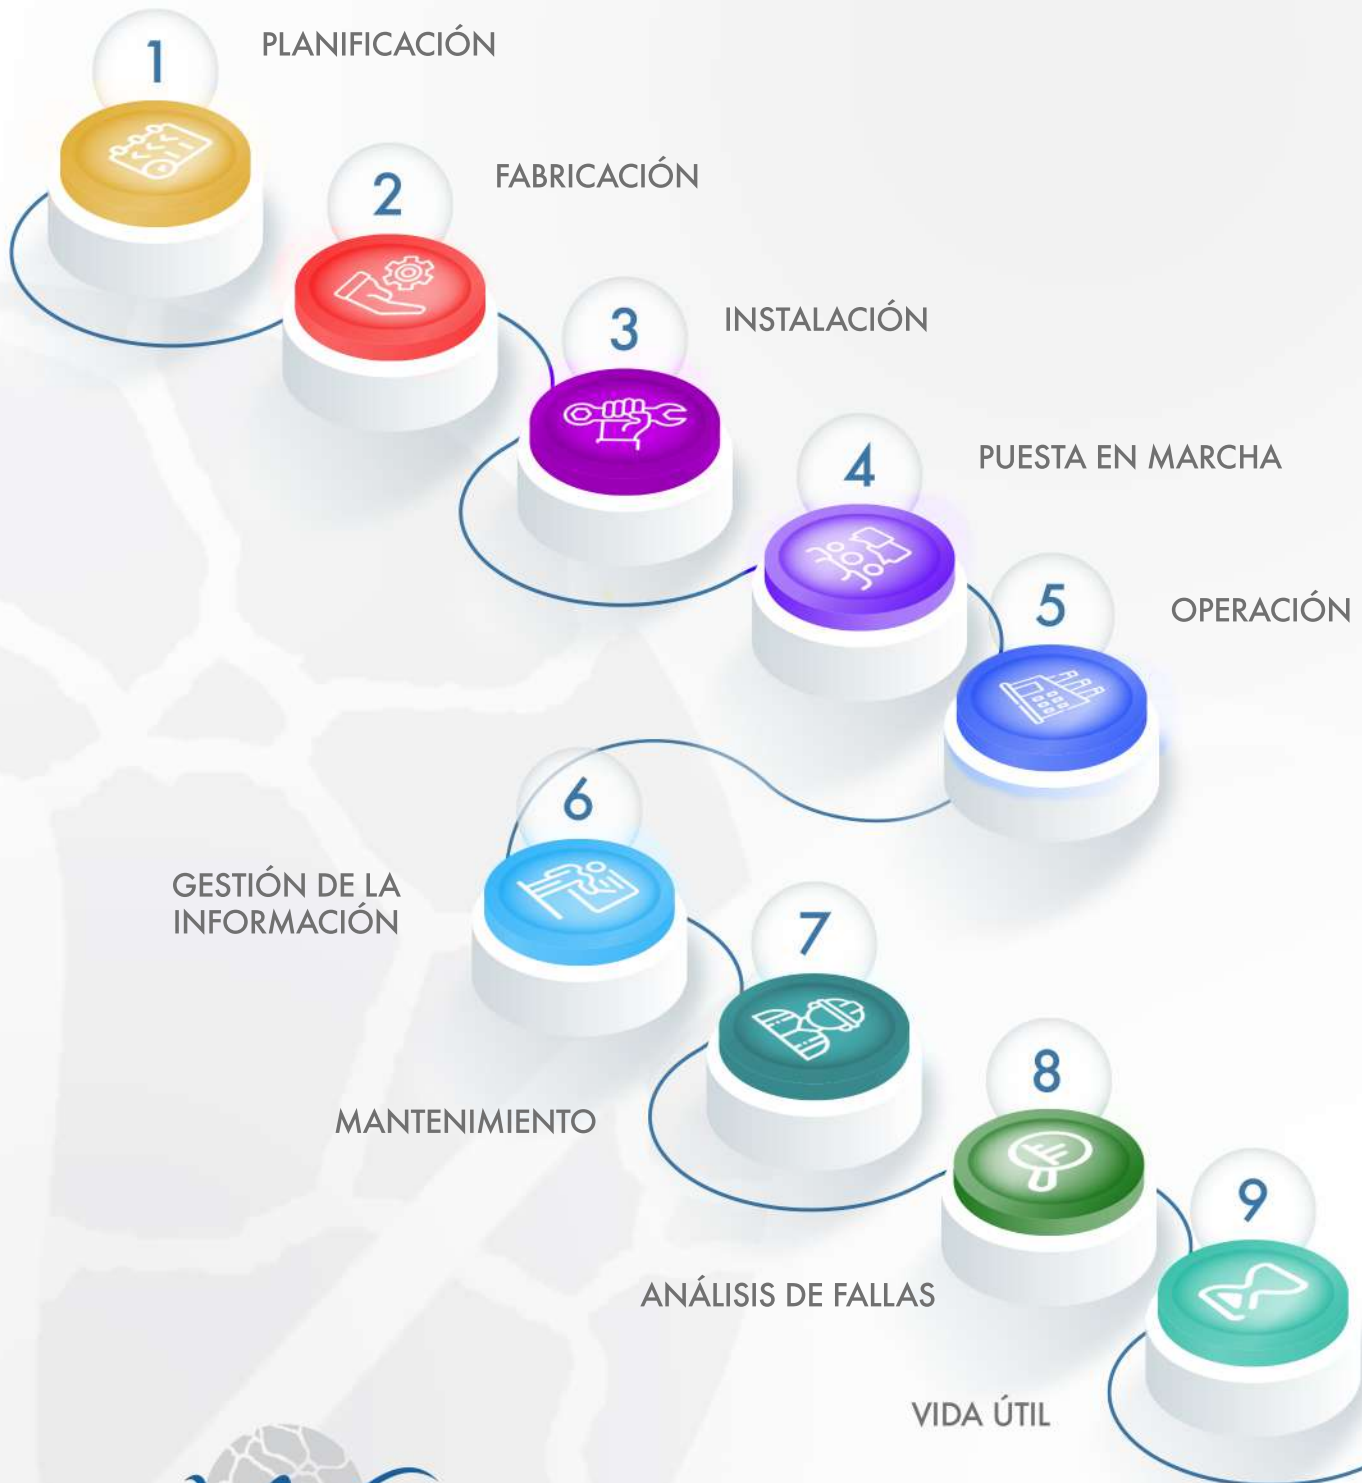 1
PLANIFICACIÓN
2
FABRICACIÓN
3
INSTALACIÓN
4
PUESTA EN MARCHA
5
OPERACIÓN
6
GESTIÓN DE LA
INFORMACIÓN
7
MANTENIMIENTO
8
ANÁLISIS DE FALLAS
9
VIDA ÚTIL